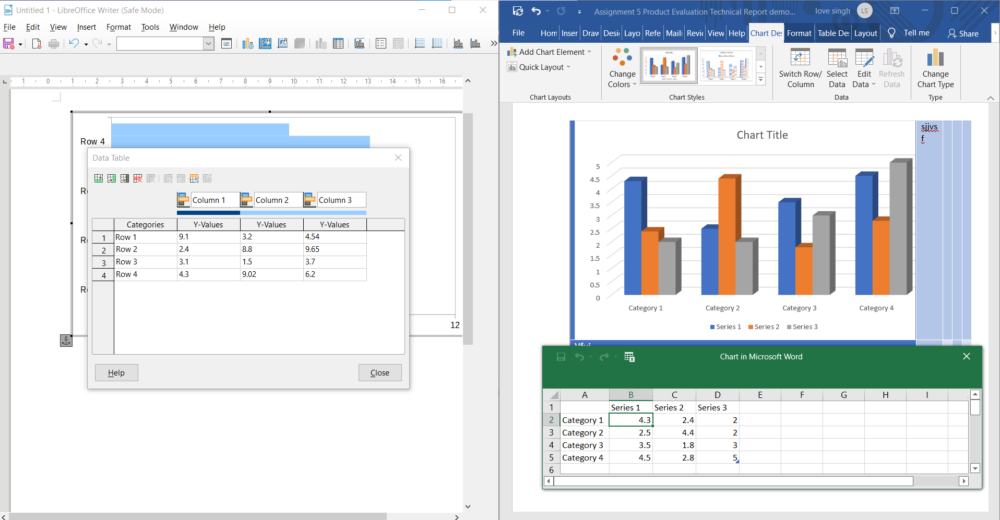 Untitled 1 - LibreOffice Writer (Safe Mode)
File Edit View Insert Format Tools Window Help
1 0 1 2 3 4 5 6 7 8 9 10 11 12 13 14 15 16
Row 4
Data Table
Column 1 Column 2 Column 3
Categories Y-Values Y-Values Y-Values
1 Row 1 9.1 3.2 4.54
2 Row 2 2.4 8.8 9.65
3 Row 3 3.1 1.5 3.7
4 Row 4 4.3 9.02 6.2
12
Help Close
Assignment 5 Product Evaluation Technical Report demo... love singh LS
File Hom Inser Draw Desi Layo Refe Maili Revie View Help Chart Des Format Table De Layout Tell me Share
Add Chart Element
Quick Layout
Change Colors
Switch Row/ Column
Select Data
Edit Data
Refresh Data
Change Chart Type
Chart Layouts Chart Styles Data Type
sjjvs
f
Chart Title
5
4.5
4
3.5
3
2.5
2
1.5
1
0.5
0
Category 1 Category 2 Category 3 Category 4
Series 1 Series 2 Series 3
Chart in Microsoft Word
A B C D E F G H I
1 Series 1 Series 2 Series 3
2 Category 1 4.3 2.4 2
3 Category 2 2.5 4.4 2
4 Category 3 3.5 1.8 3
5 Category 4 4.5 2.8 5
6